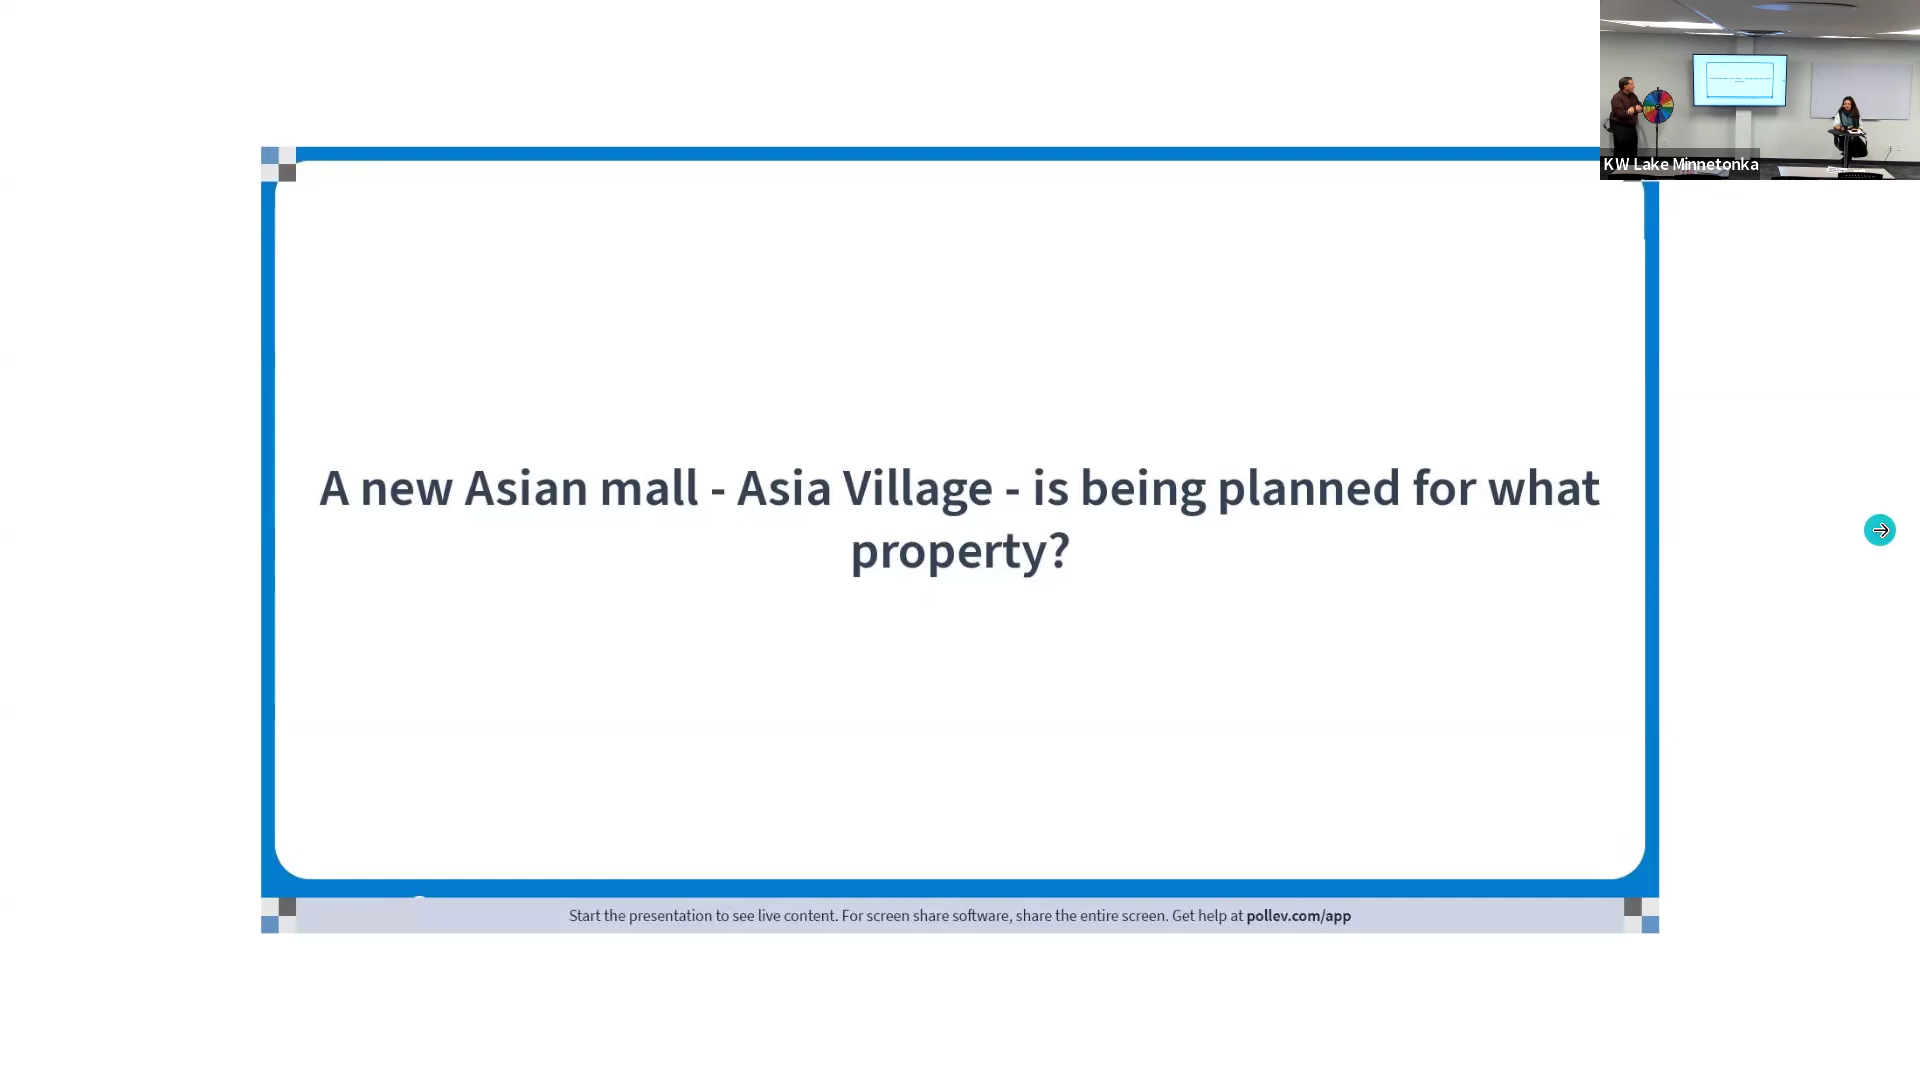 KW Lake Minnetonka
A new Asian mall - Asia Village - is being planned for what
property?
Start the presentation to see live content. For screen share software, share the entire screen. Get help at pollev.com/app